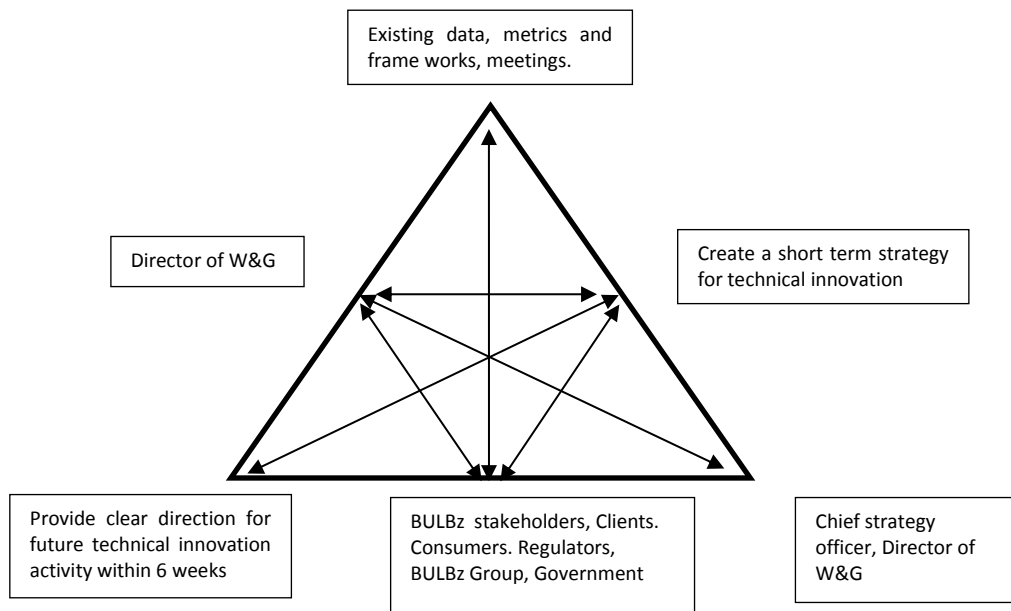 Existing data, metrics and
frame works, meetings.
Director of W&G
Create a short term strategy
for technical innovation
Provide clear direction for
future technical innovation
activity within 6 weeks
BULBz stakeholders, Clients.
Consumers. Regulators,
BULBz Group, Government
Chief strategy
officer, Director of
W&G